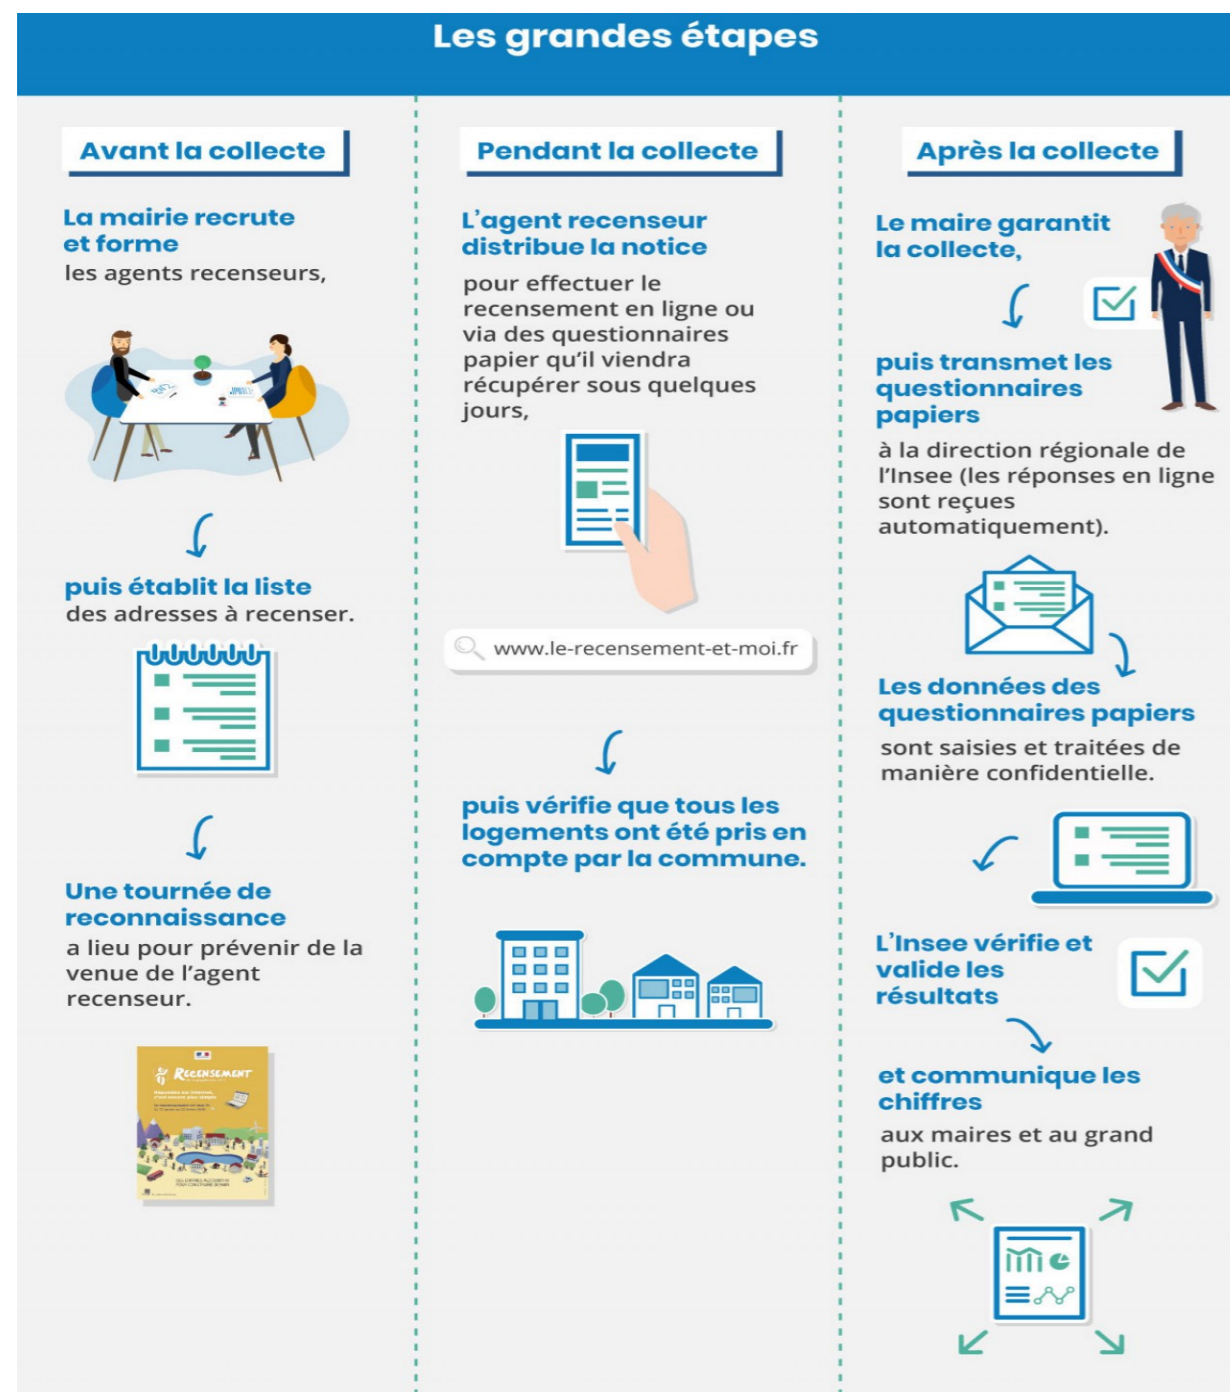 Les grandes étapes
Avant la collecte
La mairie recrute
et forme
les agents recenseurs,
puis établit la liste
des adresses à recenser.
Une tournée de
reconnaissance
a lieu pour prévenir de la
venue de l'agent
recenseur.
RECENSEMENT
Pendant la collecte
L'agent recenseur
distribue la notice
pour effectuer le
recensement en ligne ou
via des questionnaires
papier qu'il viendra
récupérer sous quelques
jours,
www.le-recensement-et-moi.fr
puis vérifie que tous les
logements ont été pris en
compte par la commune.
Après la collecte
Le maire garantit
la collecte,
puis transmet les
questionnaires
papiers
à la direction régionale de
l'Insee (les réponses en ligne
sont reçues
automatiquement).
Les données des
questionnaires papiers
sont saisies et traitées de
manière confidentielle.
L'Insee vérifie et
valide les
résultats
et communique les
chiffres
aux maires et au grand
public.